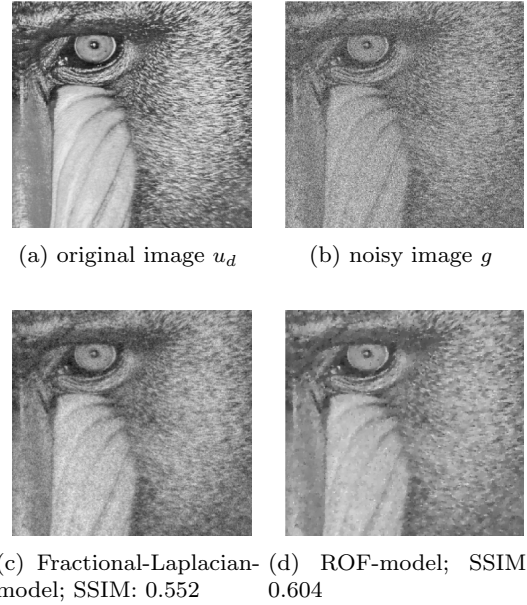 (a) original image u_d
(b) noisy image g
(c) Fractional-Laplacian-
model; SSIM: 0.552
(d) ROF-model; SSIM
0.604